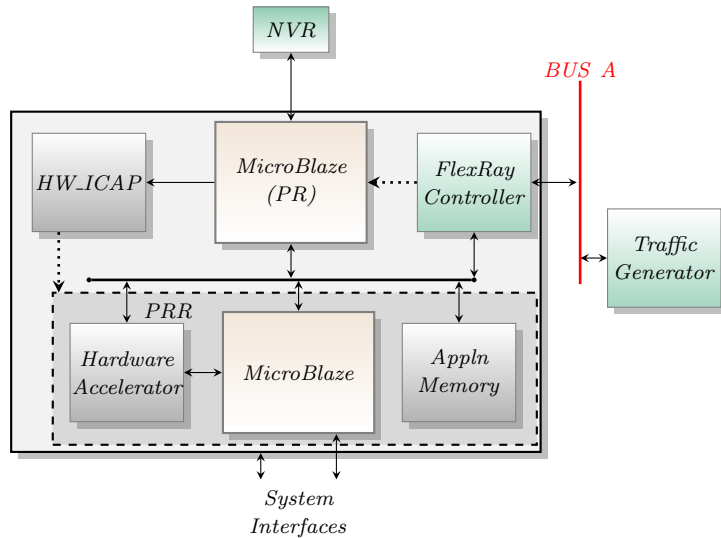 NVR
BUS A
HW_ICAP
MicroBlaze
(PR)
FlexRay
Controller
Traffic
Generator
PRR
Hardware
Accelerator
MicroBlaze
Appln
Memory
System
Interfaces